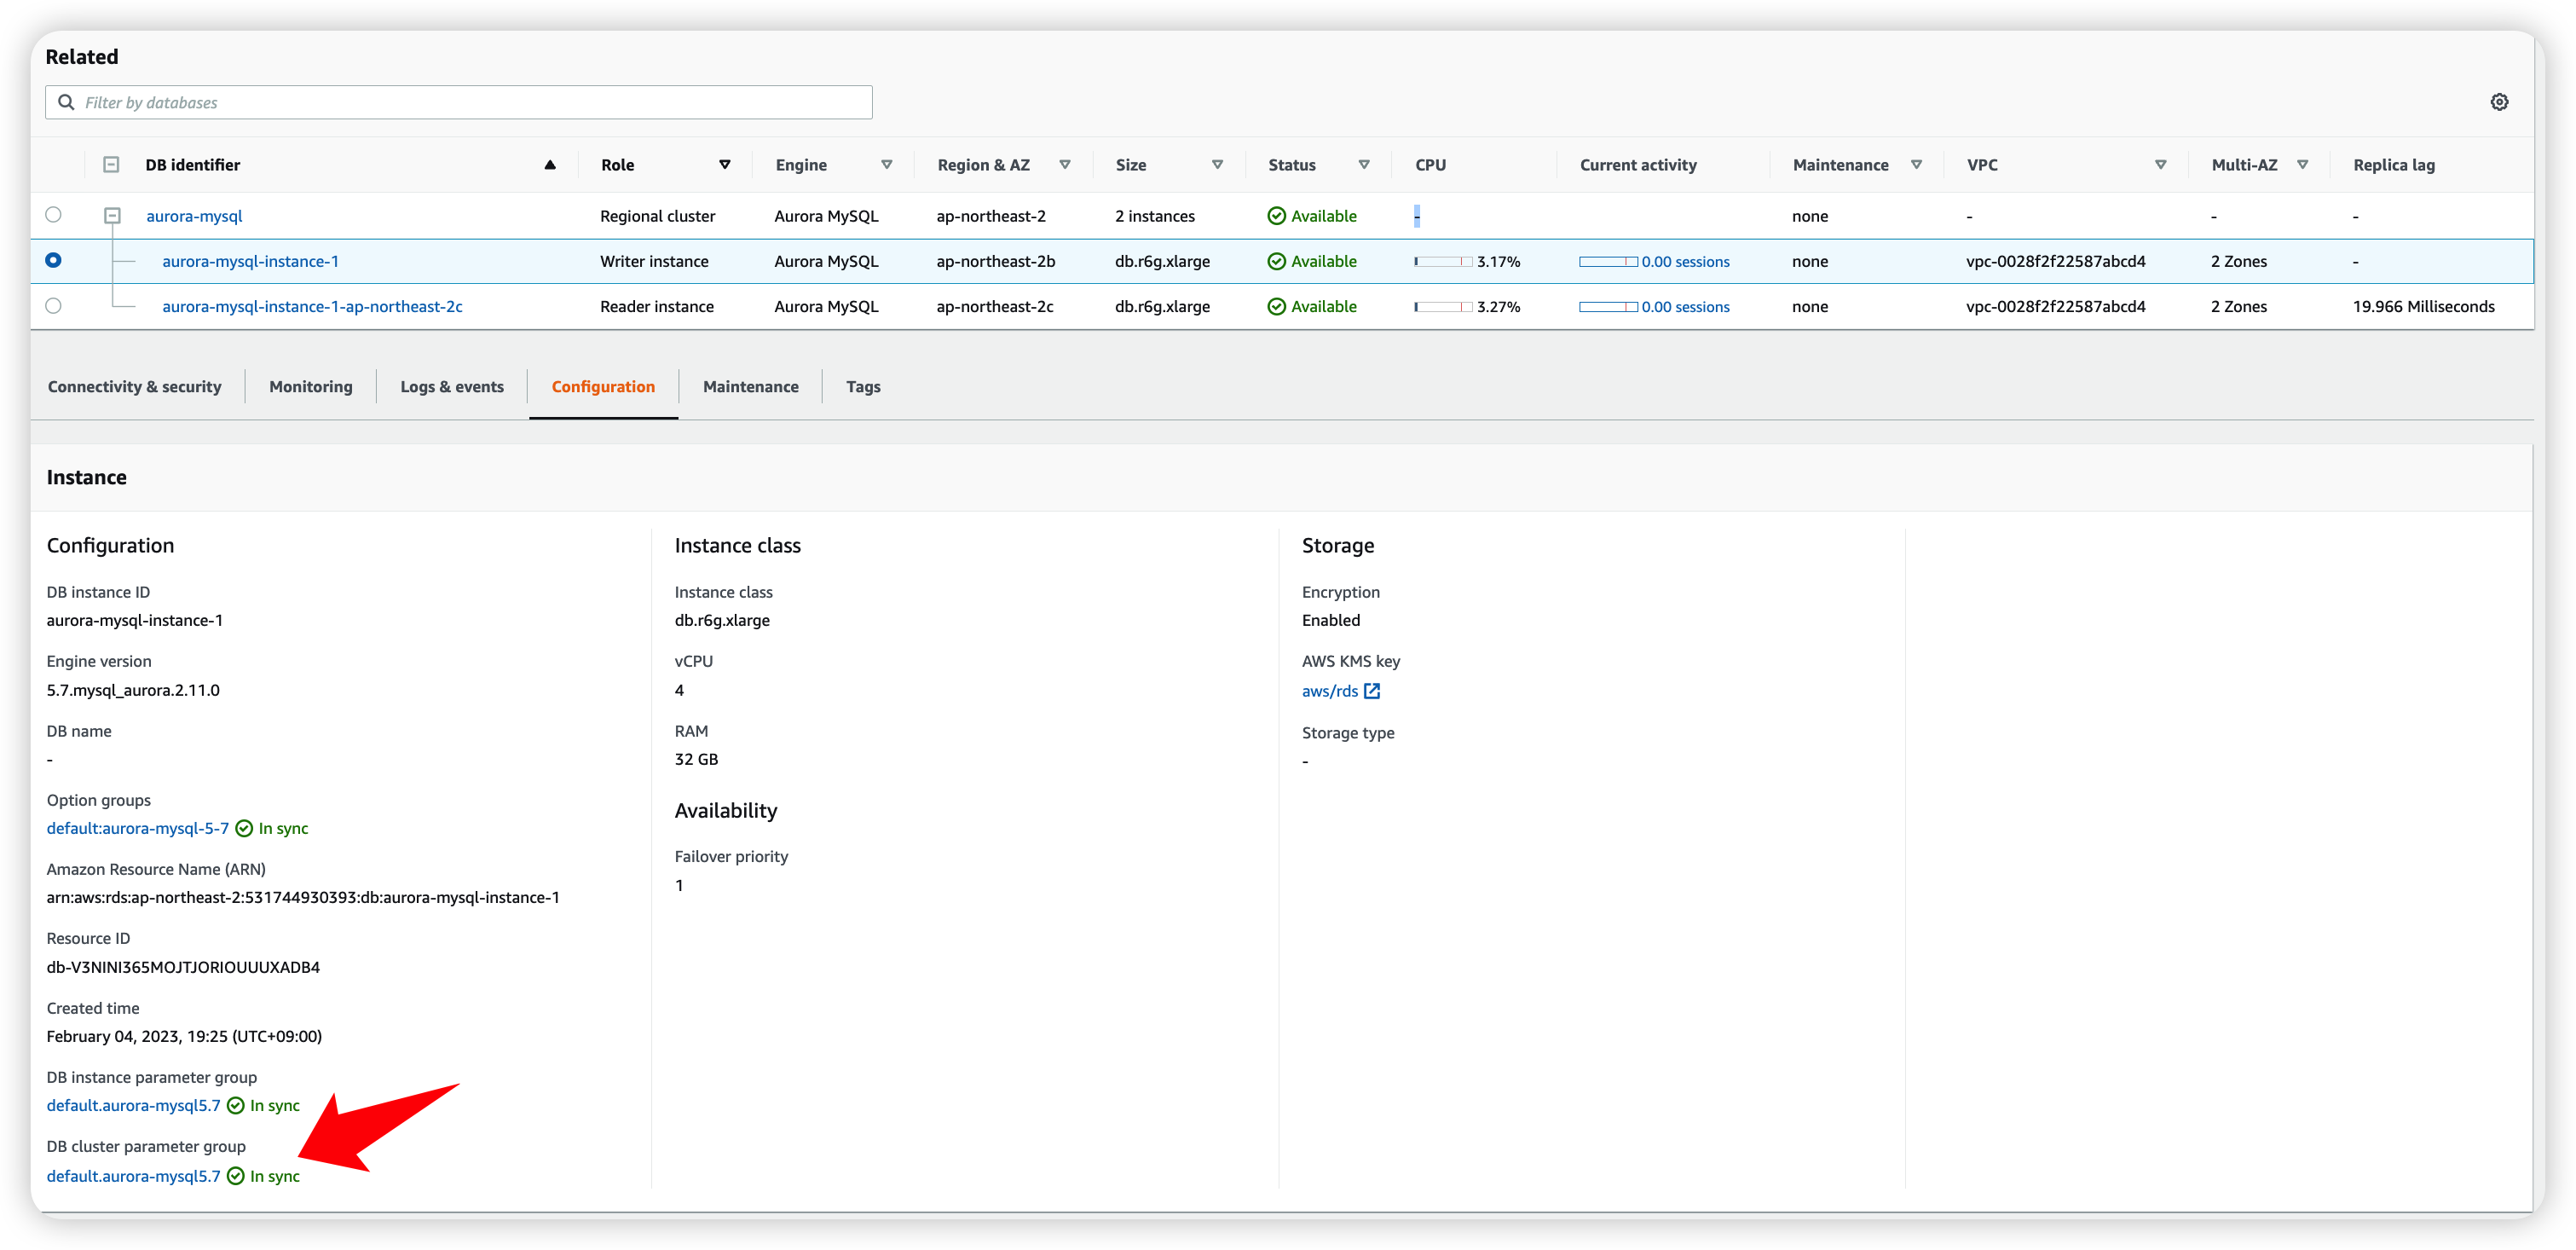 Related
Filter by databases
DB identifier Role Engine Region & AZ Size Status CPU Current activity Maintenance VPC Multi-AZ Replica lag
aurora-mysql Regional cluster Aurora MySQL ap-northeast-2 2 instances Available - none - - -
aurora-mysql-instance-1 Writer instance Aurora MySQL ap-northeast-2b db.r6g.xlarge Available 3.17% 0.00 sessions none vpc-0028f2f22587abcd4 2 Zones -
aurora-mysql-instance-1-ap-northeast-2c Reader instance Aurora MySQL ap-northeast-2c db.r6g.xlarge Available 3.27% 0.00 sessions none vpc-0028f2f22587abcd4 2 Zones 19.966 Milliseconds
Connectivity & security Monitoring Logs & events Configuration Maintenance Tags
Instance
Configuration
DB instance ID
aurora-mysql-instance-1
Engine version
5.7.mysql_aurora.2.11.0
DB name
-
Option groups
default:aurora-mysql-5-7 In sync
Amazon Resource Name (ARN)
arn:aws:rds:ap-northeast-2:531744930393:db:aurora-mysql-instance-1
Resource ID
db-V3NINI365MOJTJORIOUUUXADB4
Created time
February 04, 2023, 19:25 (UTC+09:00)
DB instance parameter group
default.aurora-mysql5.7 In sync
DB cluster parameter group
default.aurora-mysql5.7 In sync
Instance class
Instance class
db.r6g.xlarge
vCPU
4
RAM
32 GB
Availability
Failover priority
1
Storage
Encryption
Enabled
AWS KMS key
aws/rds
Storage type
-